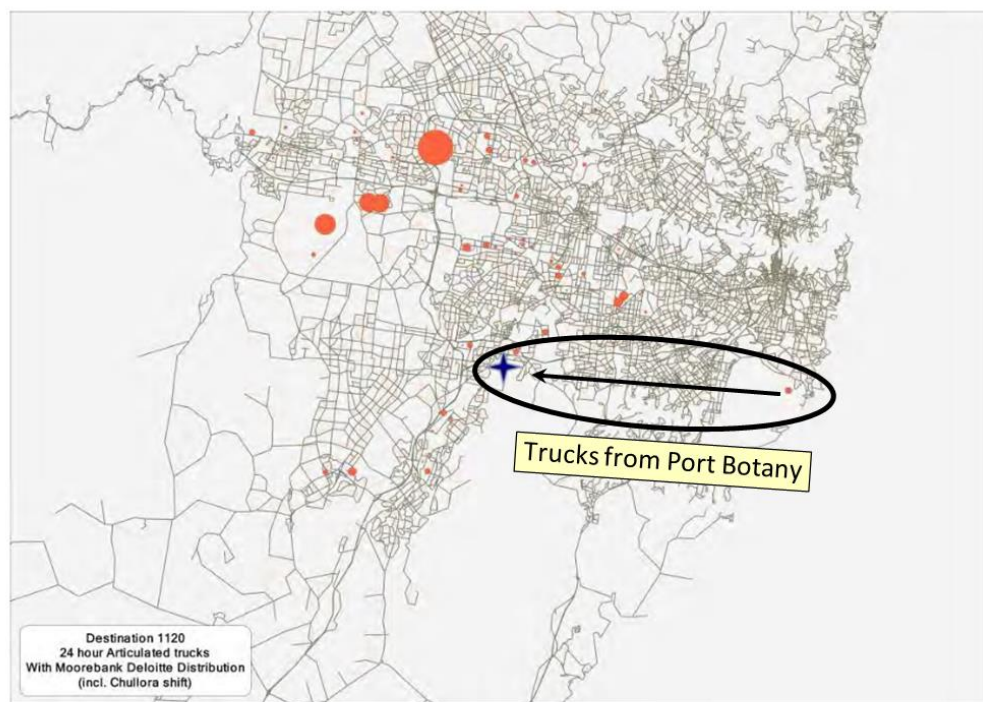 Trucks from Port Botany
Destination 1120
24 hour Articulated trucks
With Moorebank Deloitte Distribution
(incl. Chullora shift)